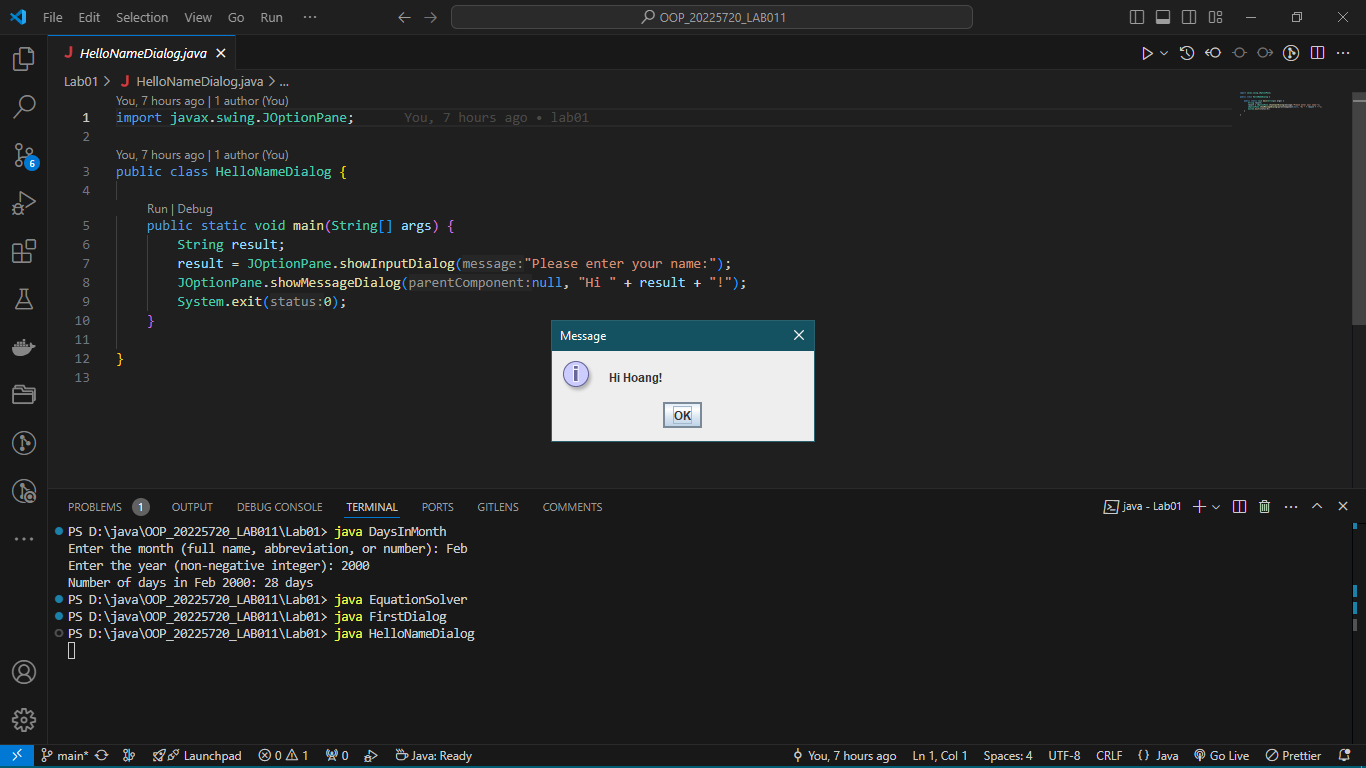 File Edit Selection View Go Run ··· OOP_20225720_LAB011
J HelloNameDialog.java
Lab01 > J HelloNameDialog.java > ...
You, 7 hours ago | 1 author (You)
1 import javax.swing.JOptionPane; You, 7 hours ago • lab01
2
You, 7 hours ago | 1 author (You)
3 public class HelloNameDialog {
4
Run | Debug
5 public static void main(String[] args) {
6 String result;
7 result = JOptionPane.showInputDialog(message:"Please enter your name:");
8 JOptionPane.showMessageDialog(parentComponent:null, "Hi " + result + "!");
9 System.exit(status:0);
10 }
11
12 }
13
6
Message
i Hi Hoang!
OK
PROBLEMS 1 OUTPUT DEBUG CONSOLE TERMINAL PORTS GITLENS COMMENTS java - Lab01
PS D:\java\OOP_20225720_LAB011\Lab01> java DaysInMonth
Enter the month (full name, abbreviation, or number): Feb
Enter the year (non-negative integer): 2000
Number of days in Feb 2000: 28 days
PS D:\java\OOP_20225720_LAB011\Lab01> java EquationSolver
PS D:\java\OOP_20225720_LAB011\Lab01> java FirstDialog
PS D:\java\OOP_20225720_LAB011\Lab01> java HelloNameDialog
main* Launchpad 0 1 0 Java: Ready You, 7 hours ago Ln 1, Col 1 Spaces: 4 UTF-8 CRLF {} Java Go Live Prettier